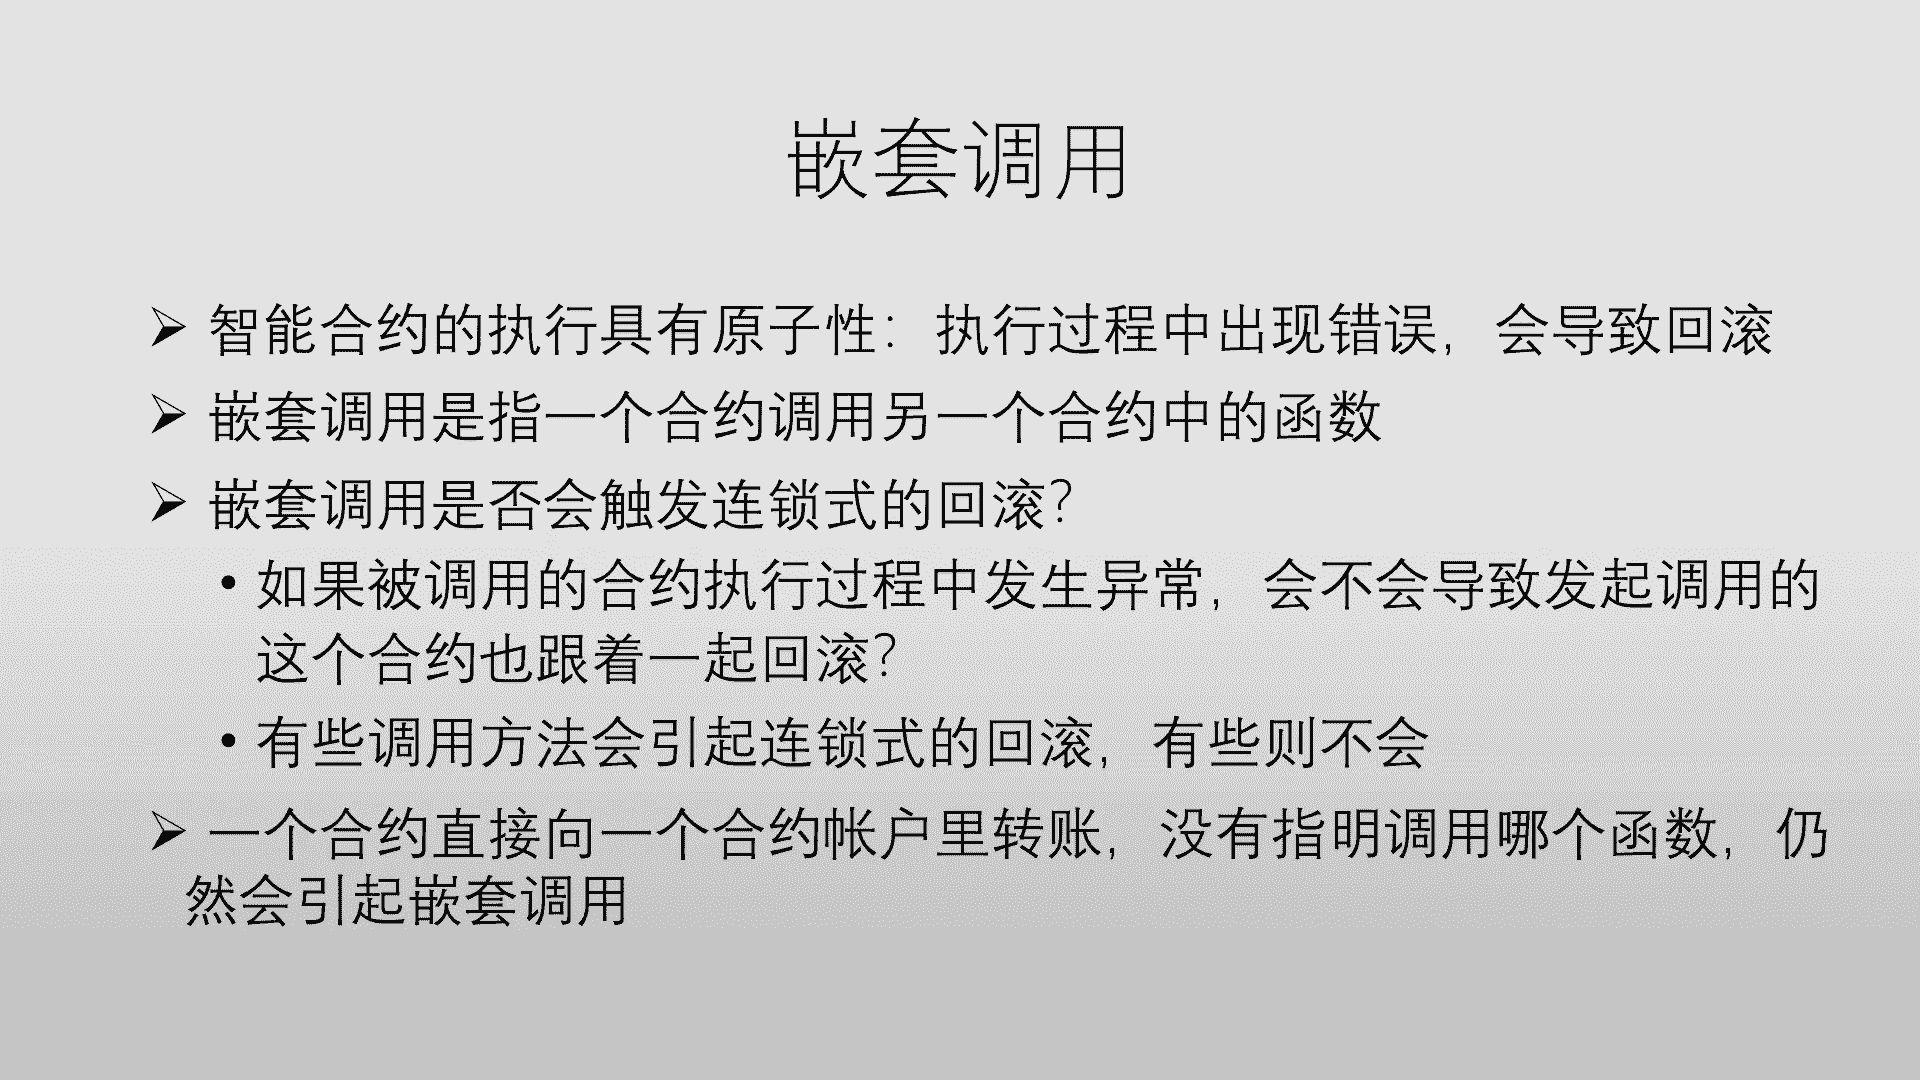 嵌套调用
➢ 智能合约的执行具有原子性：执行过程中出现错误，会导致回滚
➢ 嵌套调用是指一个合约调用另一个合约中的函数
➢ 嵌套调用是否会触发连锁式的回滚？
• 如果被调用的合约执行过程中发生异常，会不会导致发起调用的
这个合约也跟着一起回滚？
• 有些调用方法会引起连锁式的回滚，有些则不会
➢ 一个合约直接向一个合约帐户里转账，没有指明调用哪个函数，仍
然会引起嵌套调用